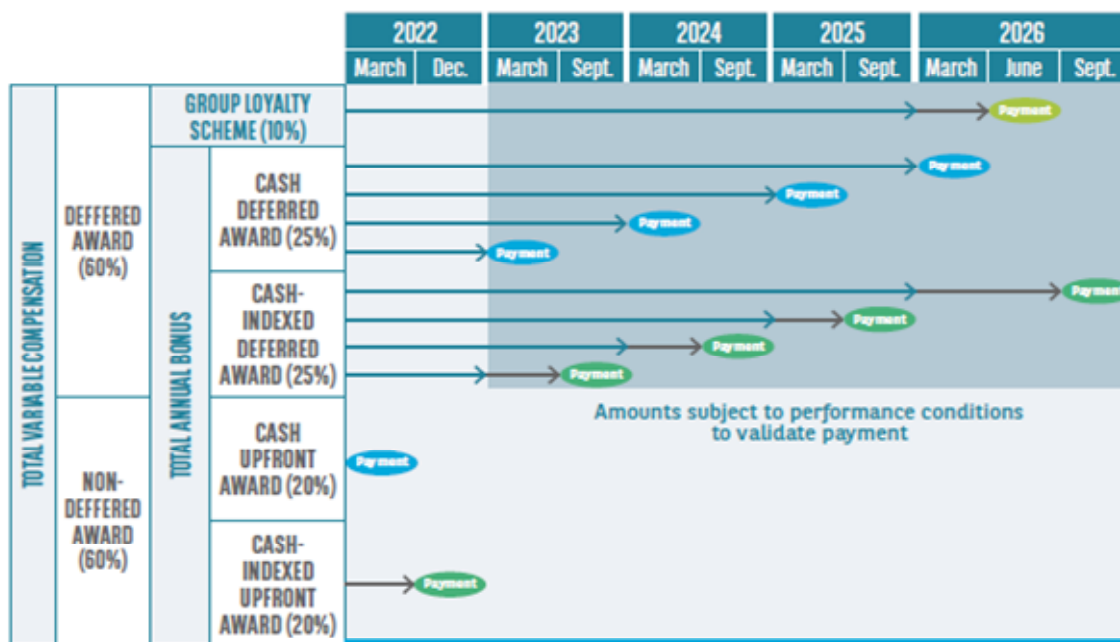 2022 2023 2024 2025 2026
March Dec. March Sept. March Sept. March Sept. March June Sept.
TOTAL VARIABLE COMPENSATION
DEFFERED
AWARD
(60%)
GROUP LOYALTY
SCHEME (10%)
Payment
TOTAL ANNUAL BONUS
CASH
DEFERRED
AWARD (25%)
Payment
Payment
Payment
Payment
CASH-
INDEXED
DEFERRED
AWARD (25%)
Payment
Payment
Payment
Payment
Amounts subject to performance conditions
to validate payment
NON-
DEFFERED
AWARD
(60%)
CASH
UPFRONT
AWARD (20%)
Payment
CASH-
INDEXED
UPFRONT
AWARD (20%)
Payment